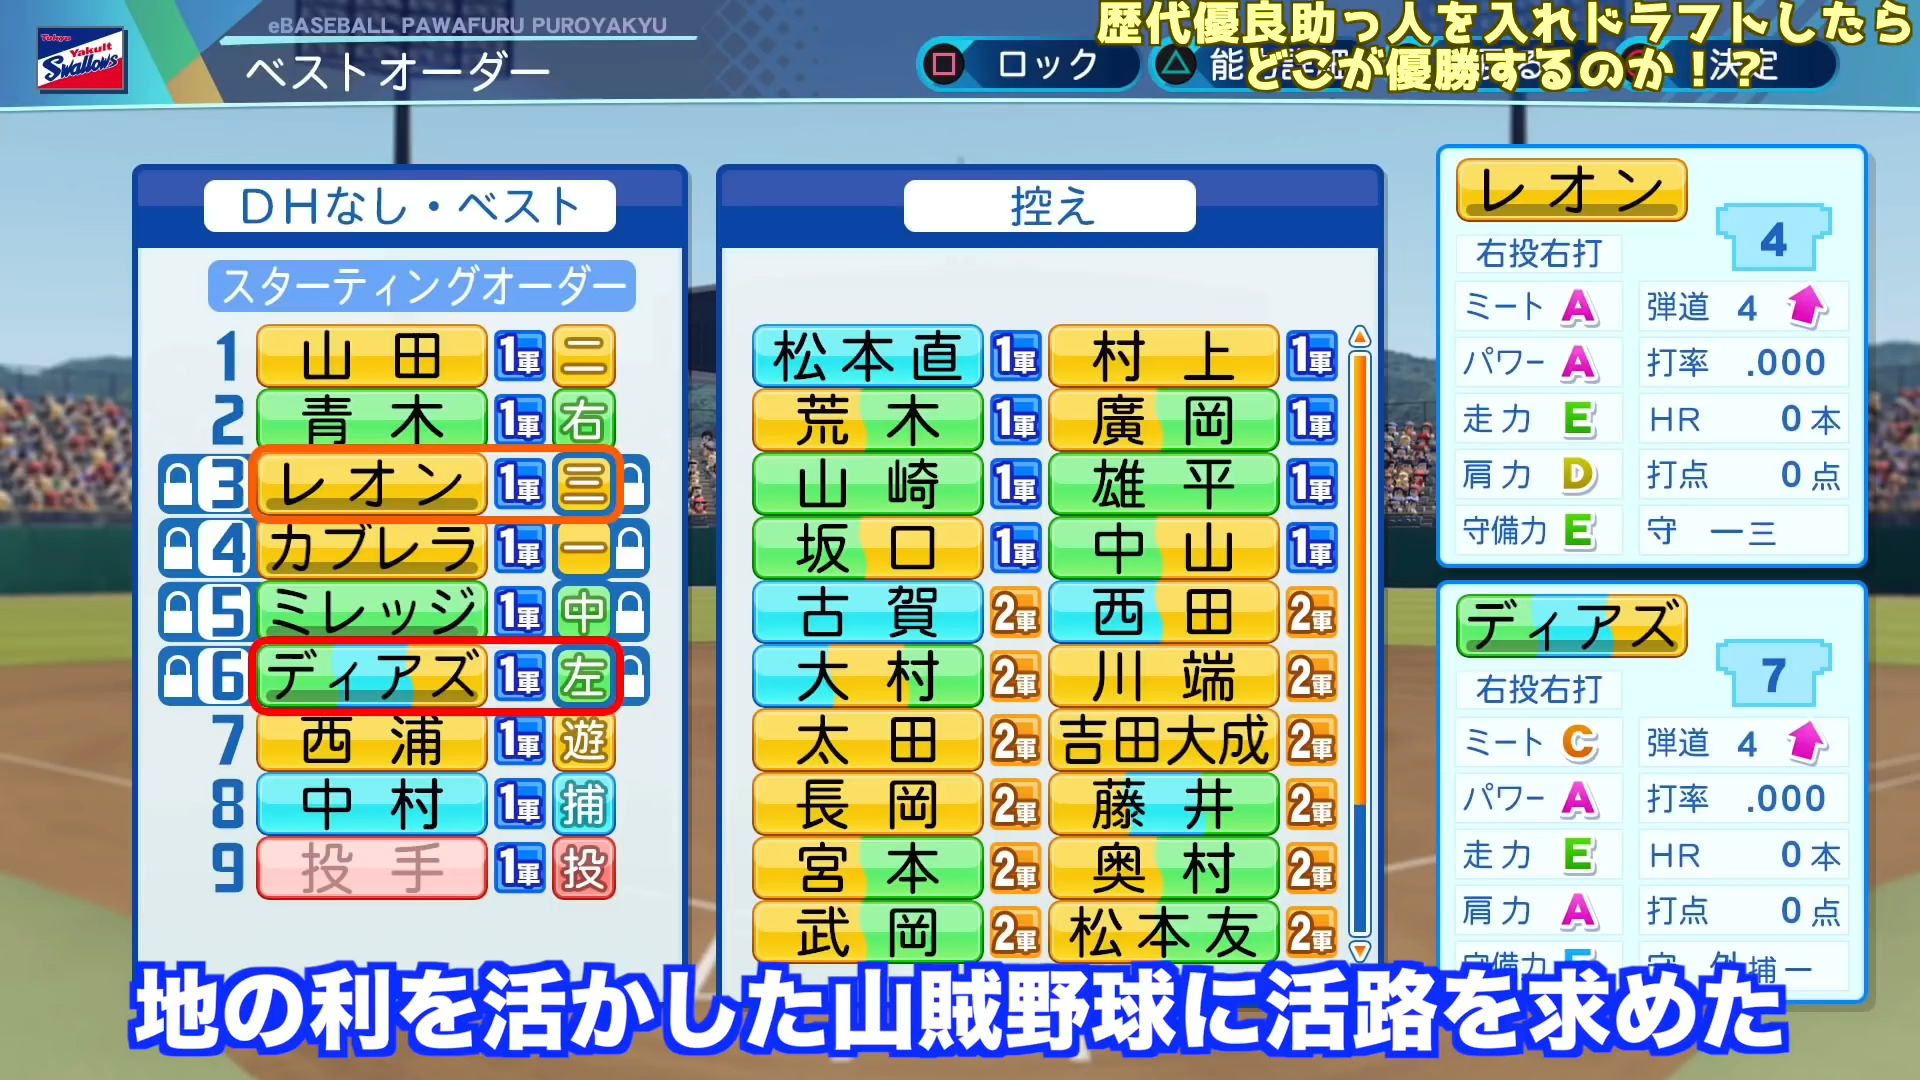 Tokyo Yakult Swallows
eBASEBALL PAWAFURU PUROYAKYU
ベストオーダー
ロック
決定
歴代優良助っ人を入れドラフトしたら
どこが優勝するのか！？
DHなし・ベスト
スターティングオーダー
1 山田 1軍 二
2 青木 1軍 右
3 レオン 1軍 三
4 カブレラ 1軍 一
5 ミレッジ 1軍 中
6 ディアズ 1軍 左
7 西浦 1軍 遊
8 中村 1軍 捕
9 投手 1軍 投
控え
松本直 1軍 村上 1軍
荒木 1軍 廣岡 1軍
山崎 1軍 雄平 1軍
坂口 1軍 中山 1軍
古賀 2軍 西田 2軍
大村 2軍 川端 2軍
太田 2軍 吉田大成 2軍
長岡 2軍 藤井 2軍
宮本 2軍 奥村 2軍
武岡 2軍 松本友 2軍
レオン
4
右投右打
ミート A 弾道 4
パワー A 打率 .000
走力 E HR 0本
肩力 D 打点 0点
守備力 E 守 一三
ディアズ
7
右投右打
ミート C 弾道 4
パワー A 打率 .000
走力 E HR 0本
肩力 A 打点 0点
守備力 守 外捕一
地の利を活かした山賊野球に活路を求めた